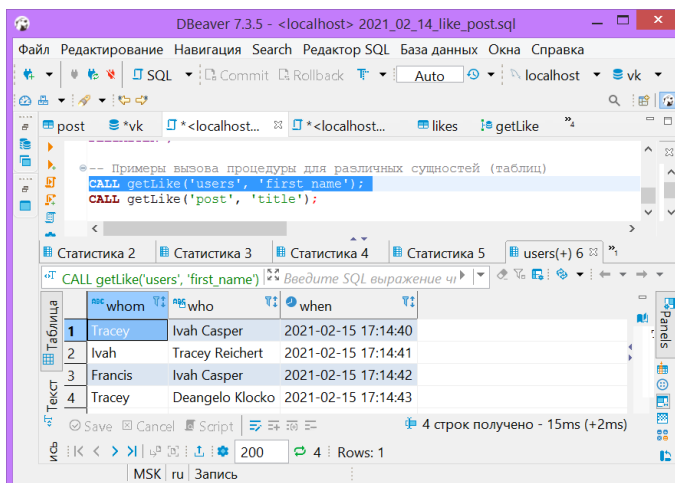 DBeaver 7.3.5 - <localhost> 2021_02_14_like_post.sql
Файл Редактирование Навигация Search Редактор SQL База данных Окна Справка
SQL Commit Rollback Auto localhost vk
post *vk *<localhost... *<localhost... likes getLike »4
-- Примеры вызова процедуры для различных сущностей (таблиц)
CALL getLike('users', 'first_name');
CALL getLike('post', 'title');
Статистика 2 Статистика 3 Статистика 4 Статистика 5 users(+) 6 »1
CALL getLike('users', 'first_name') Введите SQL выражение
Таблица
Текст
whom who when
1 Tracey Ivah Casper 2021-02-15 17:14:40
2 Ivah Tracey Reichert 2021-02-15 17:14:41
3 Francis Ivah Casper 2021-02-15 17:14:42
4 Tracey Deangelo Klocko 2021-02-15 17:14:43
Panels
Save Cancel Script 4 строк получено - 15ms (+2ms)
200 4 Rows: 1
MSK ru Запись